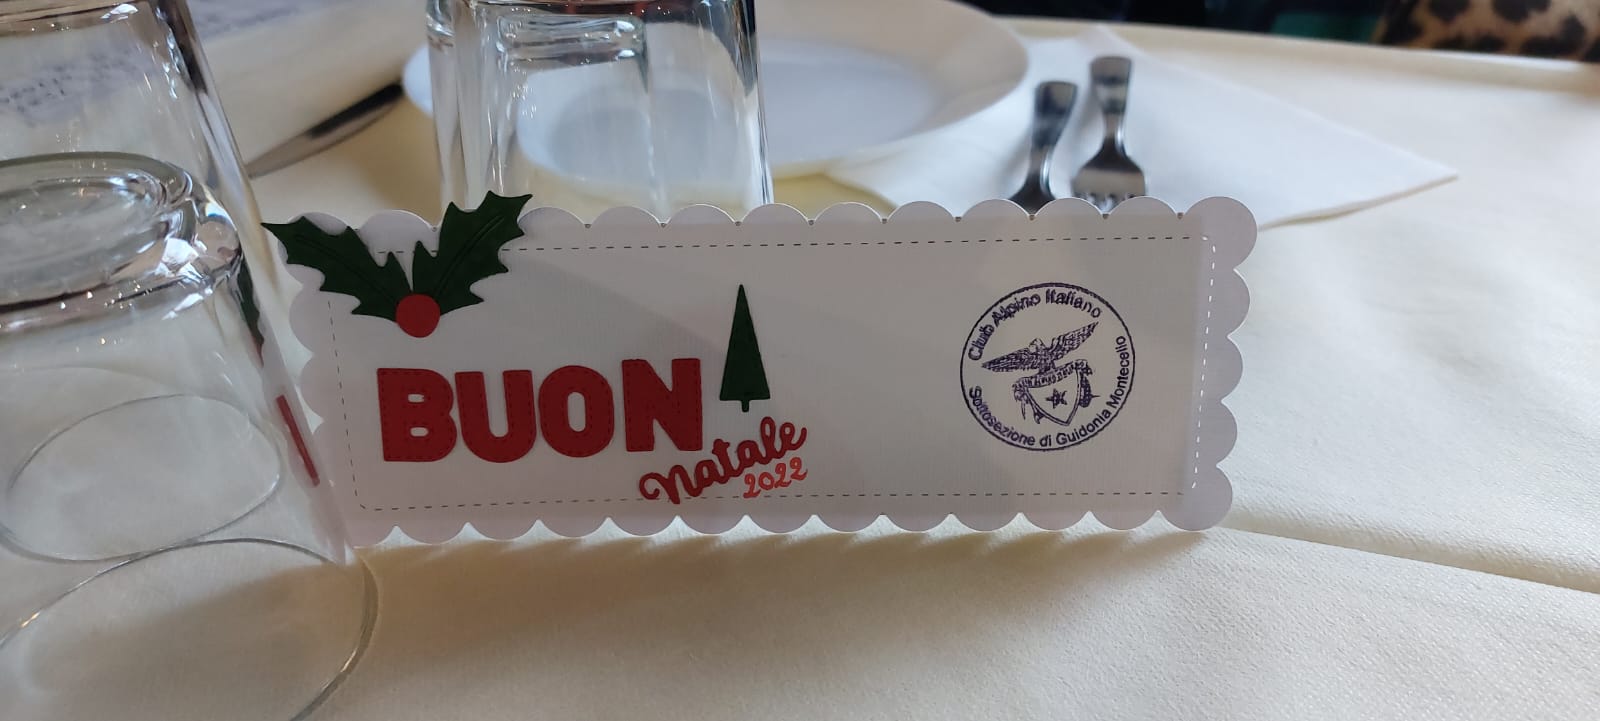 BUON
Natale
2022
Club Alpino Italiano
Sottosezione di Guidonia Montecelio